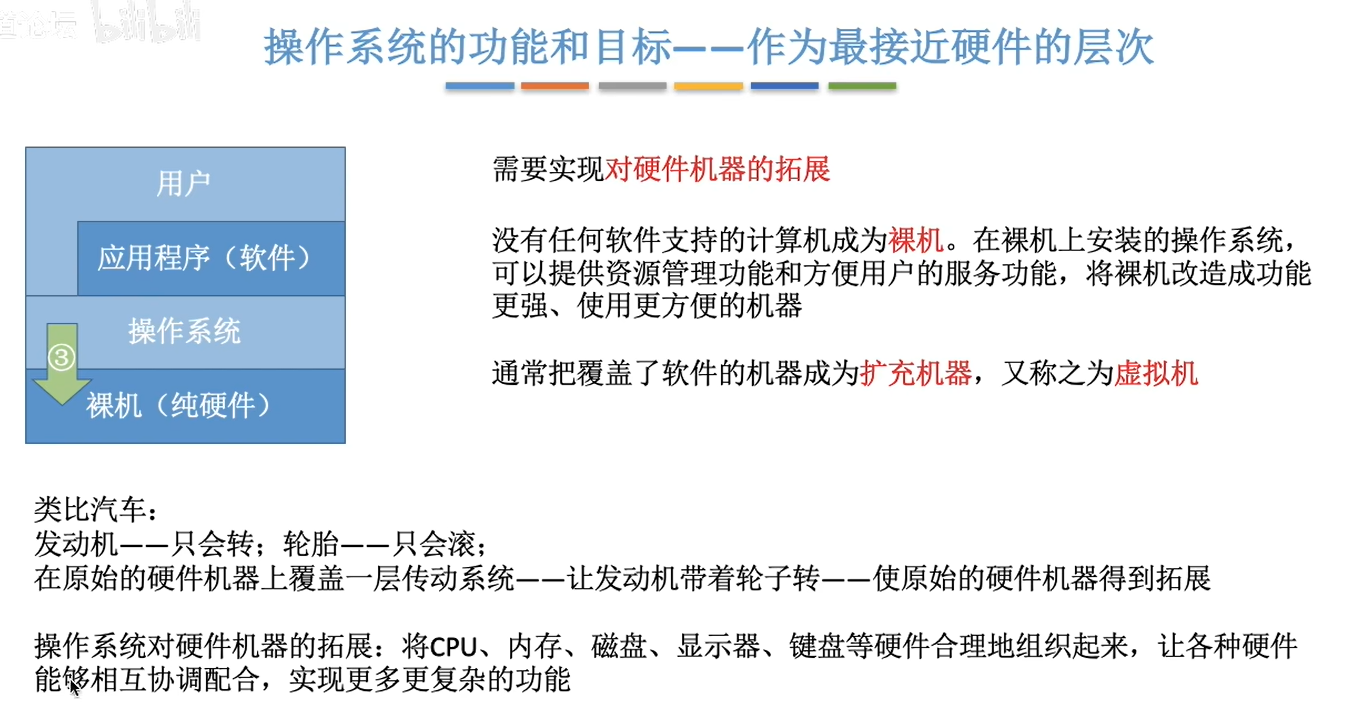 bilibili
操作系统的功能和目标——作为最接近硬件的层次
用户
应用程序（软件）
操作系统
③
裸机（纯硬件）
需要实现对硬件机器的拓展
没有任何软件支持的计算机成为裸机。在裸机上安装的操作系统，
可以提供资源管理功能和方便用户的服务功能，将裸机改造成功能
更强、使用更方便的机器
通常把覆盖了软件的机器成为扩充机器，又称之为虚拟机
类比汽车：
发动机——只会转；轮胎——只会滚；
在原始的硬件机器上覆盖一层传动系统——让发动机带着轮子转——使原始的硬件机器得到拓展
操作系统对硬件机器的拓展：将CPU、内存、磁盘、显示器、键盘等硬件合理地组织起来，让各种硬件
能够相互协调配合，实现更多更复杂的功能